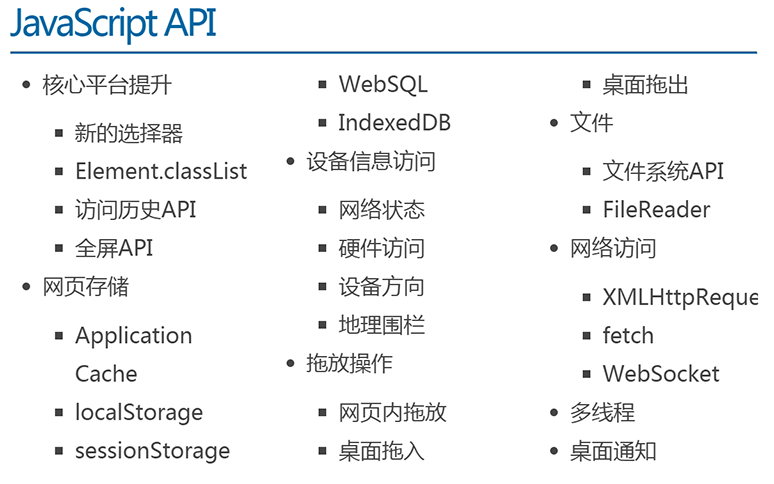 JavaScript API
核心平台提升
新的选择器
Element.classList
访问历史API
全屏API
网页存储
Application
Cache
localStorage
sessionStorage
WebSQL
IndexedDB
设备信息访问
网络状态
硬件访问
设备方向
地理围栏
拖放操作
网页内拖放
桌面拖入
桌面拖出
文件
文件系统API
FileReader
网络访问
XMLHttpReque
fetch
WebSocket
多线程
桌面通知